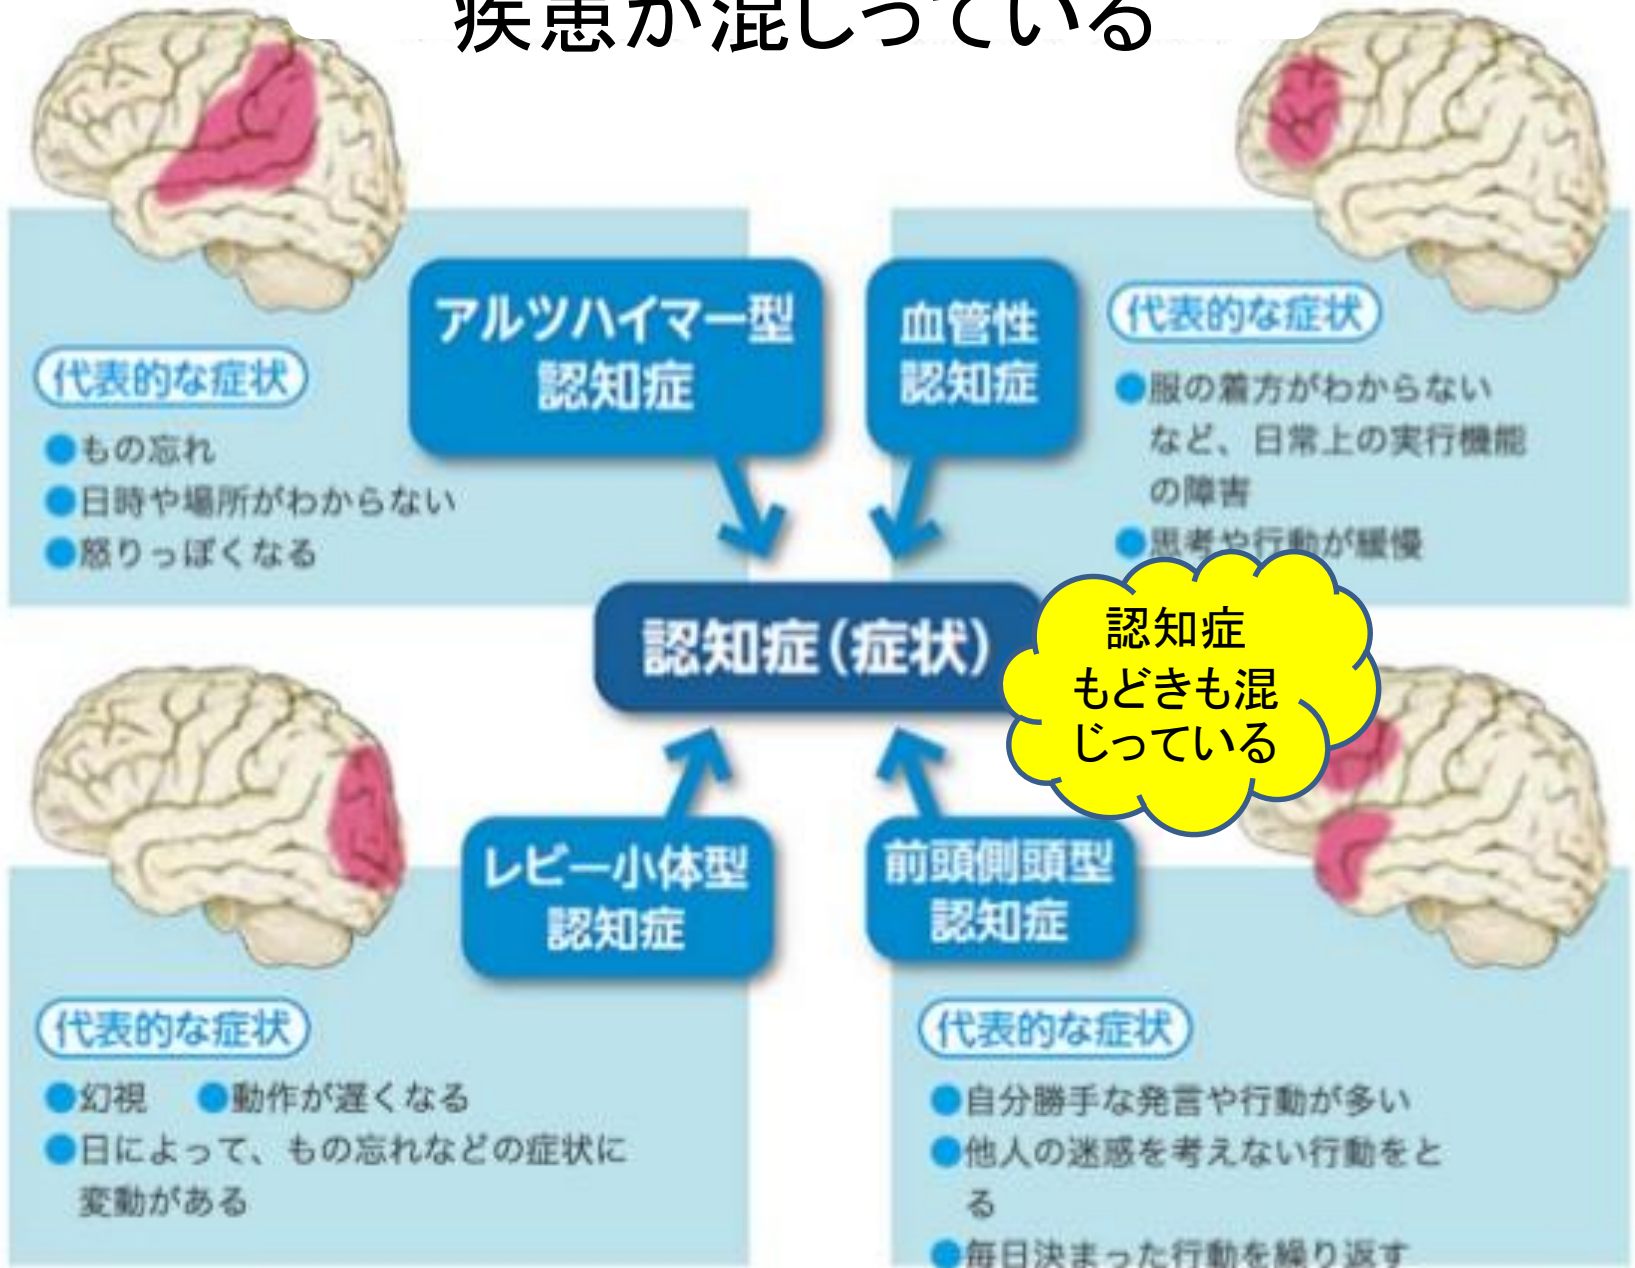 疾患が混じっている
アルツハイマー型
認知症
代表的な症状
●もの忘れ
●日時や場所がわからない
●怒りっぽくなる
血管性
認知症
代表的な症状
●服の着方がわからない
など、日常上の実行機能
の障害
●思考や行動が緩慢
認知症（症状）
認知症
もどきも混
じっている
レビー小体型
認知症
代表的な症状
●幻視 ●動作が遅くなる
●日によって、もの忘れなどの症状に
変動がある
前頭側頭型
認知症
代表的な症状
●自分勝手な発言や行動が多い
●他人の迷惑を考えない行動をと
る
●毎日決まった行動を繰り返す